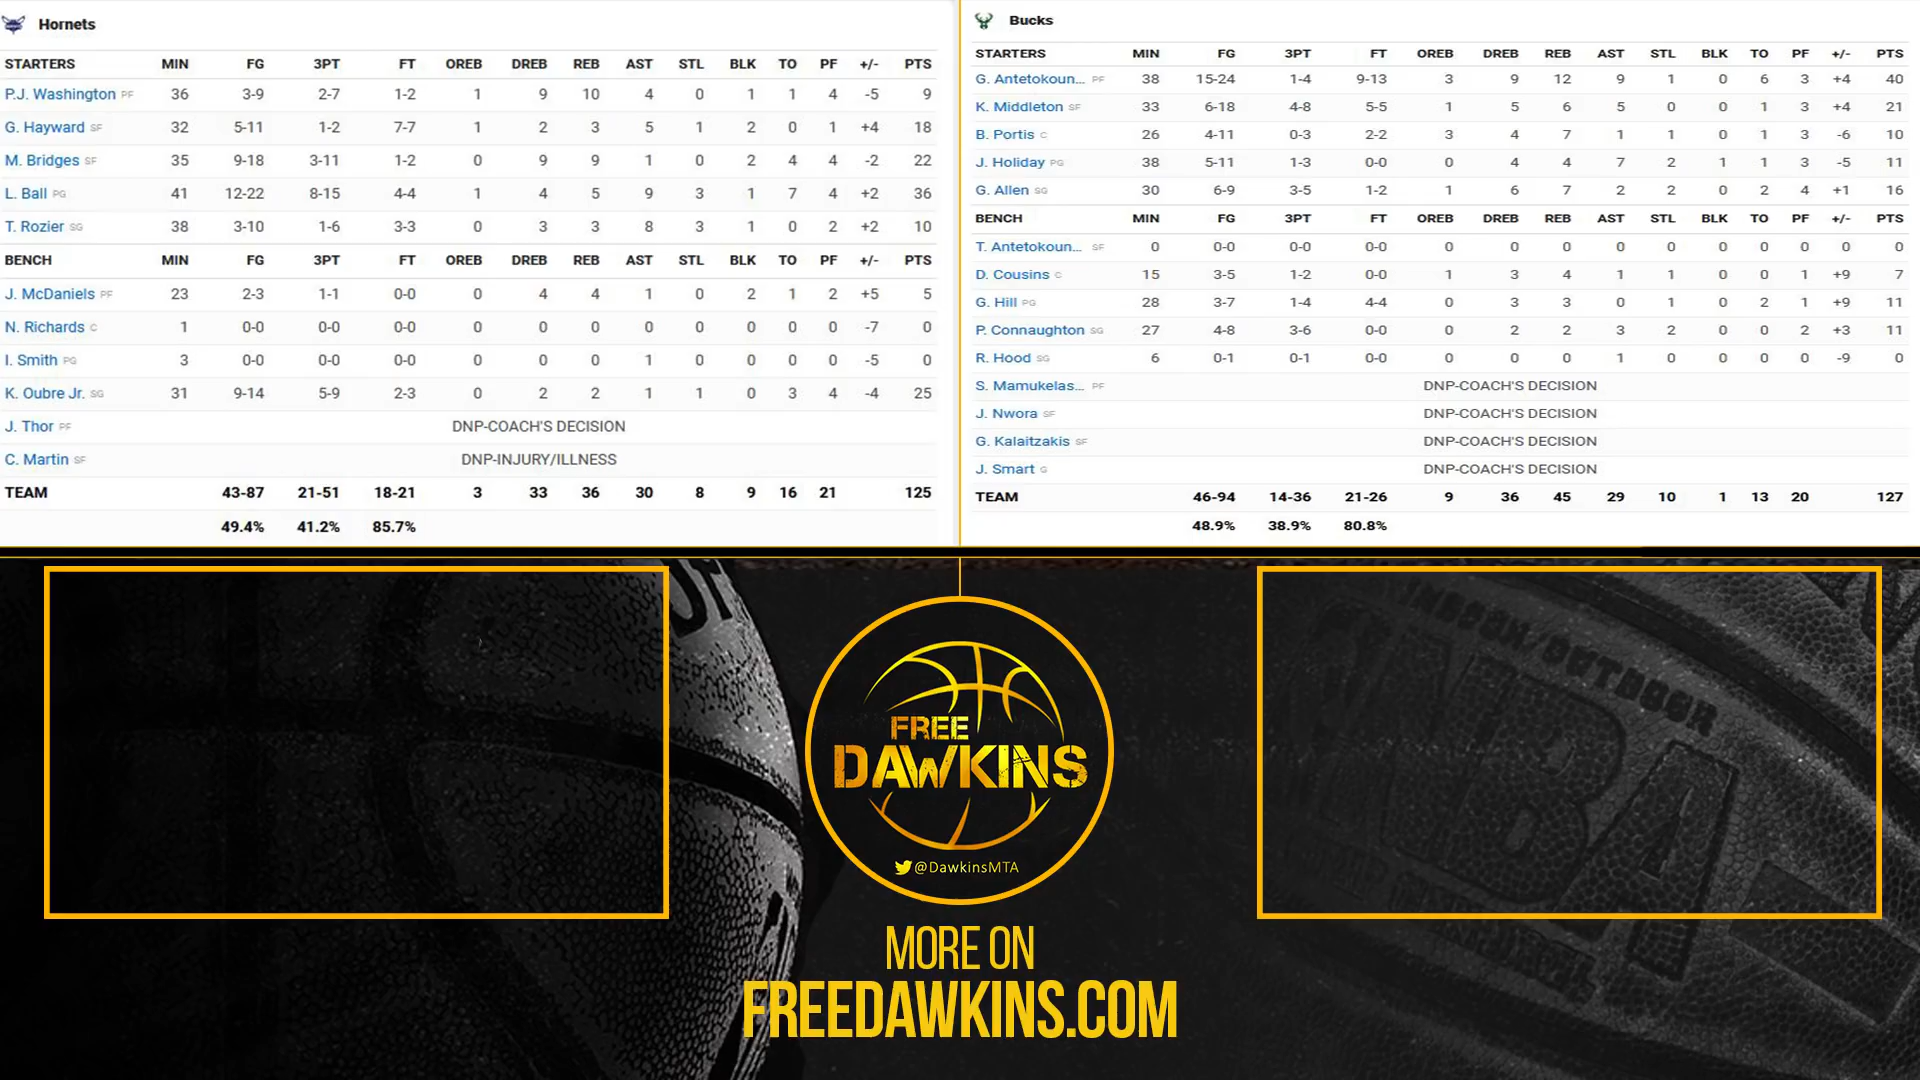 Hornets
STARTERS MIN FG 3PT FT OREB DREB REB AST STL BLK TO PF +/- PTS
P.J. Washington PF 36 3-9 2-7 1-2 1 9 10 4 0 1 1 4 -5 9
G. Hayward SF 32 5-11 1-2 7-7 1 2 3 5 1 2 0 1 +4 18
M. Bridges SF 35 9-18 3-11 1-2 0 9 9 1 0 2 4 4 -2 22
L. Ball PG 41 12-22 8-15 4-4 1 4 5 9 3 1 7 4 +2 36
T. Rozier SG 38 3-10 1-6 3-3 0 3 3 8 3 1 0 2 +2 10
BENCH MIN FG 3PT FT OREB DREB REB AST STL BLK TO PF +/- PTS
J. McDaniels PF 23 2-3 1-1 0-0 0 4 4 1 0 2 1 2 +5 5
N. Richards C 1 0-0 0-0 0-0 0 0 0 0 0 0 0 0 -7 0
I. Smith PG 3 0-0 0-0 0-0 0 0 0 1 0 0 0 0 -5 0
K. Oubre Jr. SG 31 9-14 5-9 2-3 0 2 2 1 1 0 3 4 -4 25
J. Thor PF DNP-COACH'S DECISION
C. Martin SF DNP-INJURY/ILLNESS
TEAM 43-87 21-51 18-21 3 33 36 30 8 9 16 21 125
49.4% 41.2% 85.7%
Bucks
STARTERS MIN FG 3PT FT OREB DREB REB AST STL BLK TO PF +/- PTS
G. Antetokoun... PF 38 15-24 1-4 9-13 3 9 12 9 1 0 6 3 +4 40
K. Middleton SF 33 6-18 4-8 5-5 1 5 6 5 0 0 1 3 +4 21
B. Portis C 26 4-11 0-3 2-2 3 4 7 1 1 0 1 3 -6 10
J. Holiday PG 38 5-11 1-3 0-0 0 4 4 7 2 1 1 3 -5 11
G. Allen SG 30 6-9 3-5 1-2 1 6 7 2 2 0 2 4 +1 16
BENCH MIN FG 3PT FT OREB DREB REB AST STL BLK TO PF +/- PTS
T. Antetokoun... SF 0 0-0 0-0 0-0 0 0 0 0 0 0 0 0 0 0
D. Cousins C 15 3-5 1-2 0-0 1 3 4 1 1 0 0 1 +9 7
G. Hill PG 28 3-7 1-4 4-4 0 3 3 0 1 0 2 1 +9 11
P. Connaughton SG 27 4-8 3-6 0-0 0 2 2 3 2 0 0 2 +3 11
R. Hood SG 6 0-1 0-1 0-0 0 0 0 1 0 0 0 0 -9 0
S. Mamukelas... PF DNP-COACH'S DECISION
J. Nwora SF DNP-COACH'S DECISION
G. Kalaitzakis SF DNP-COACH'S DECISION
J. Smart G DNP-COACH'S DECISION
TEAM 46-94 14-36 21-26 9 36 45 29 10 1 13 20 127
48.9% 38.9% 80.8%
INDOOR/OUTDOOR
NBA
FREE
DAWKINS
@DawkinsMTA
MORE ON
FREEDAWKINS.COM